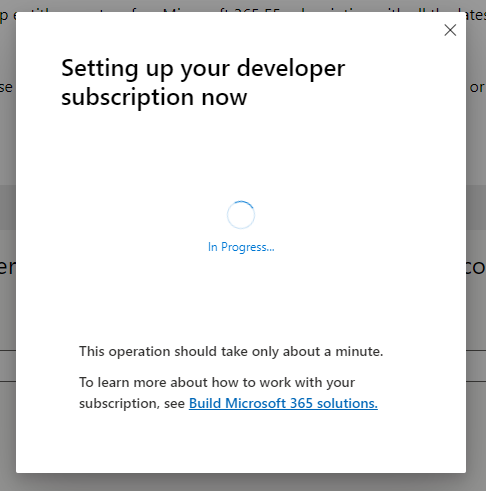 Setting up your developer
subscription now
In Progress...
This operation should take only about a minute.
To learn more about how to work with your
subscription, see Build Microsoft 365 solutions.
or